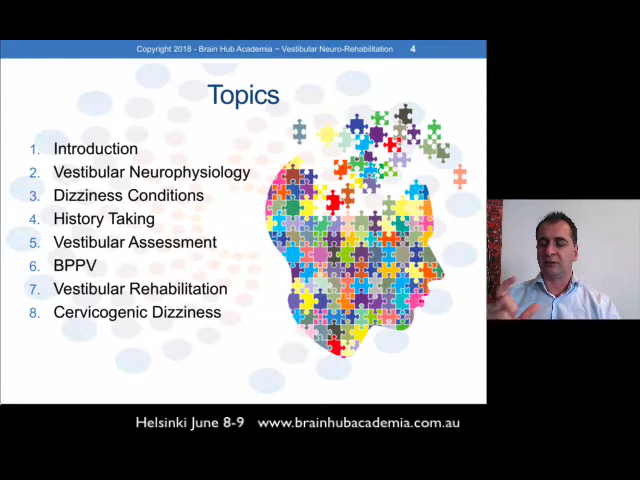 Copyright 2018 - Brain Hub Academia ~ Vestibular Neuro-Rehabilitation 4
Topics
1. Introduction
2. Vestibular Neurophysiology
3. Dizziness Conditions
4. History Taking
5. Vestibular Assessment
6. BPPV
7. Vestibular Rehabilitation
8. Cervicogenic Dizziness
Helsinki June 8-9 www.brainhubacademia.com.au